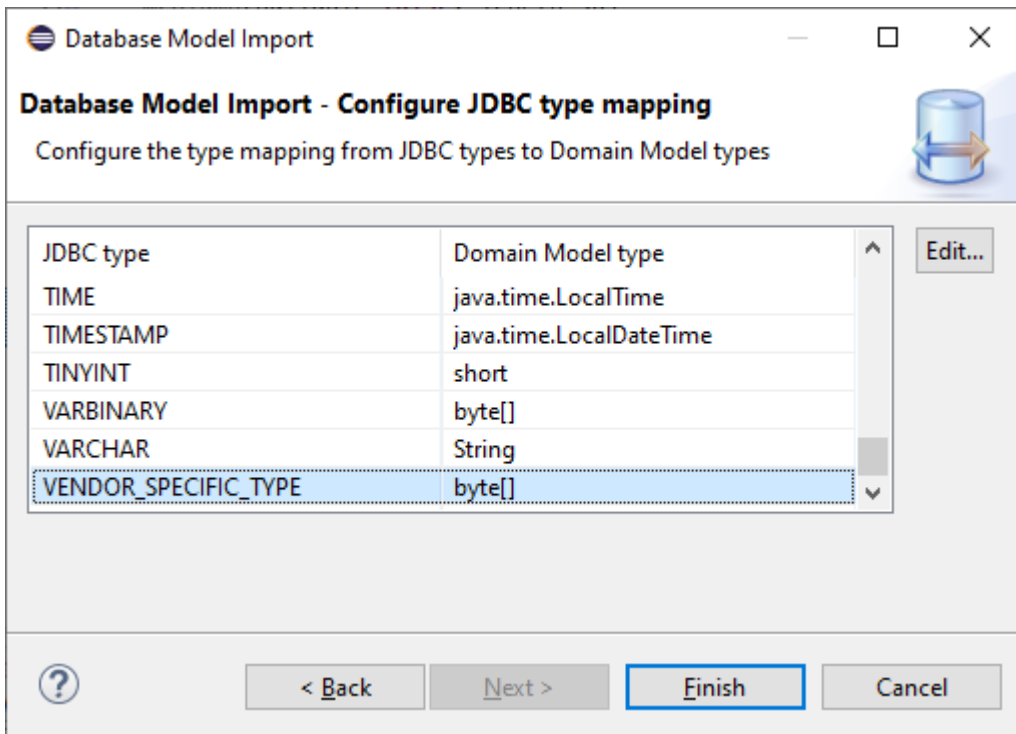 Database Model Import
Database Model Import - Configure JDBC type mapping
Configure the type mapping from JDBC types to Domain Model types
JDBC type Domain Model type Edit...
TIME java.time.LocalTime
TIMESTAMP java.time.LocalDateTime
TINYINT short
VARBINARY byte[]
VARCHAR String
VENDOR_SPECIFIC_TYPE byte[]
? < Back Next > Finish Cancel